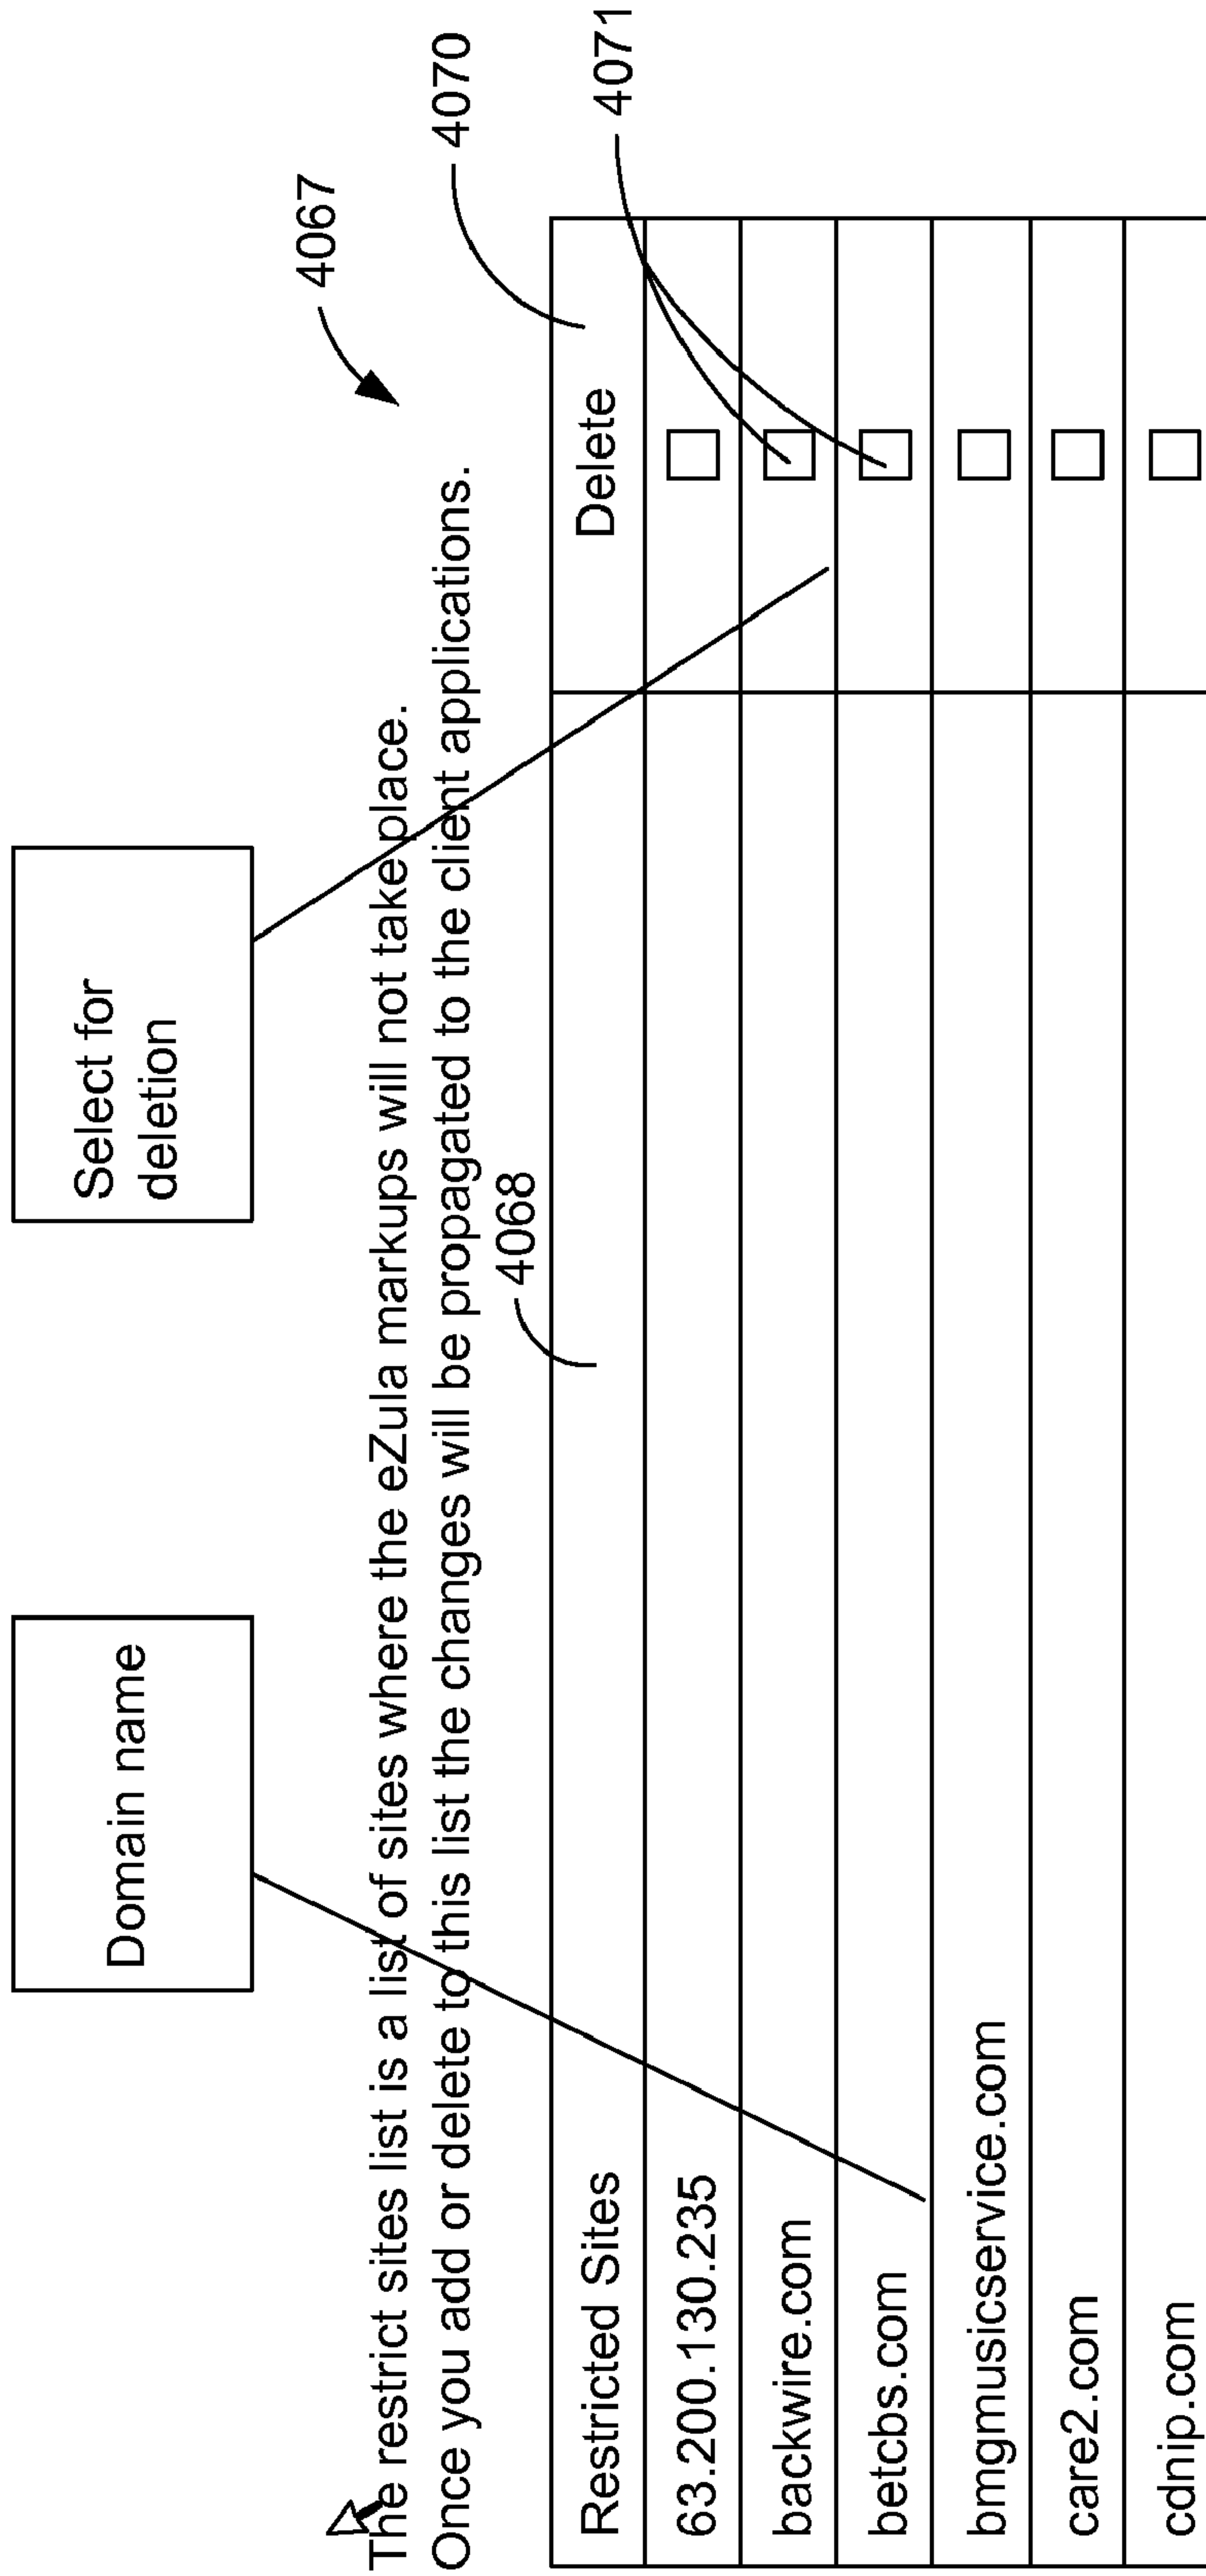 Domain name
Select for
deletion
4067
The restrict sites list is a list of sites where the eZula markups will not take place.
Once you add or delete to this list the changes will be propagated to the client applications.
4070
4068
4071
Restricted Sites Delete
63.200.130.235
backwire.com
betcbs.com
bmgmusicservice.com
care2.com
cdnip.com